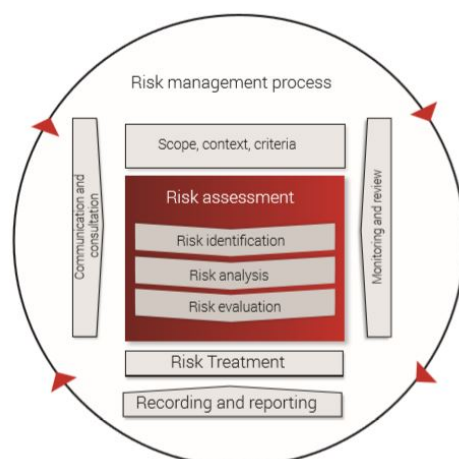 Risk management process
Scope, context, criteria
Communication and
consultation
Risk assessment
Risk identification
Risk analysis
Risk evaluation
Monitoring and review
Risk Treatment
Recording and reporting